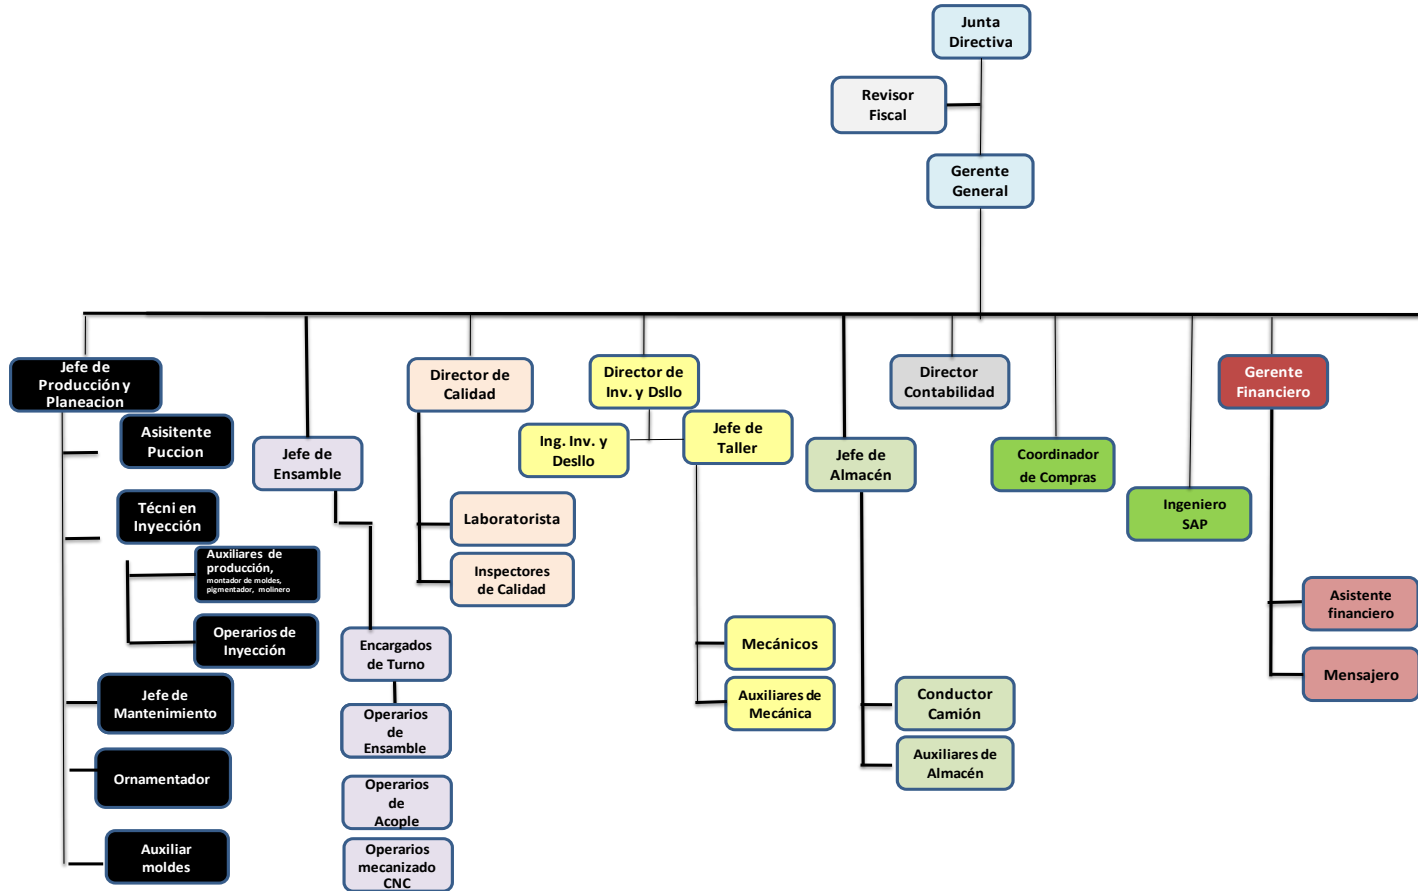 Junta
Directiva
Revisor
Fiscal
Gerente
General
Jefe de
Producción y
Planeacion
Asisitente
Puccion
Técni en
Inyección
Auxiliares de
producción,
montador de moldes,
pigmentador, molinero
Operarios de
Inyección
Jefe de
Mantenimiento
Ornamentador
Auxiliar
moldes
Jefe de
Ensamble
Encargados
de Turno
Operarios
de
Ensamble
Operarios
de
Acople
Operarios
mecanizado
CNC
Director de
Calidad
Laboratorista
Inspectores
de Calidad
Director de
Inv. y Dsllo
Ing. Inv. y
Desllo
Jefe de
Taller
Mecánicos
Auxiliares de
Mecánica
Jefe de
Almacén
Conductor
Camión
Auxiliares de
Almacén
Director
Contabilidad
Coordinador
de Compras
Ingeniero
SAP
Gerente
Financiero
Asistente
financiero
Mensajero